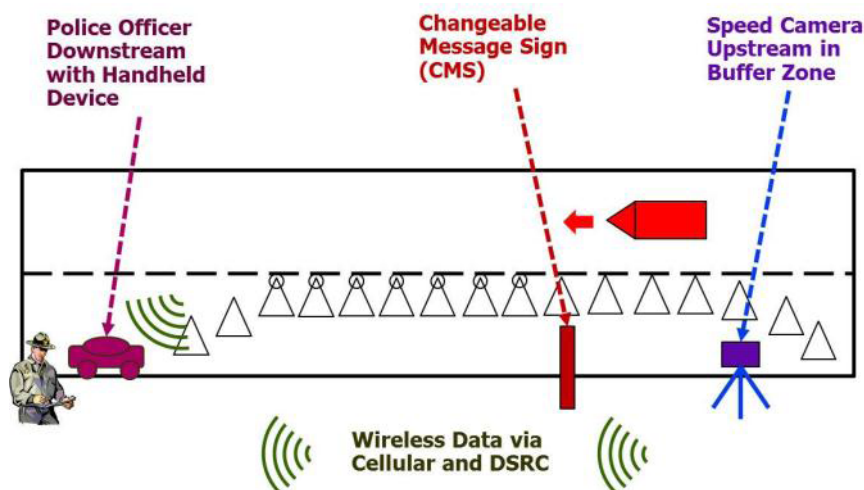 Police Officer
Downstream
with Handheld
Device
Changeable
Message Sign
(CMS)
Speed Camera
Upstream in
Buffer Zone
Wireless Data via
Cellular and DSRC